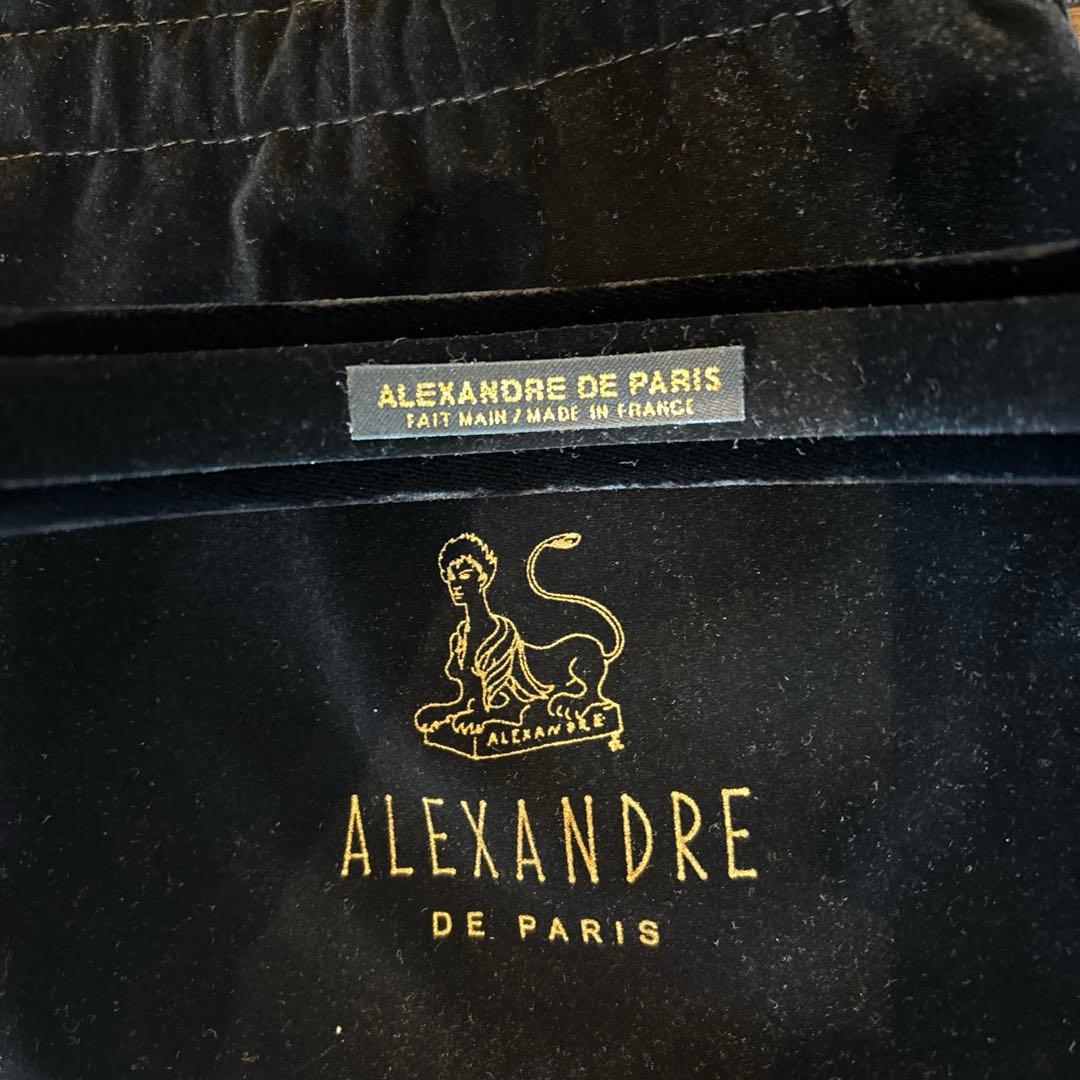 ALEXANDRE DE PARIS
FAIT MAIN / MADE IN FRANCE
ALEXANDRE
ALEXANDRE
DE PARIS